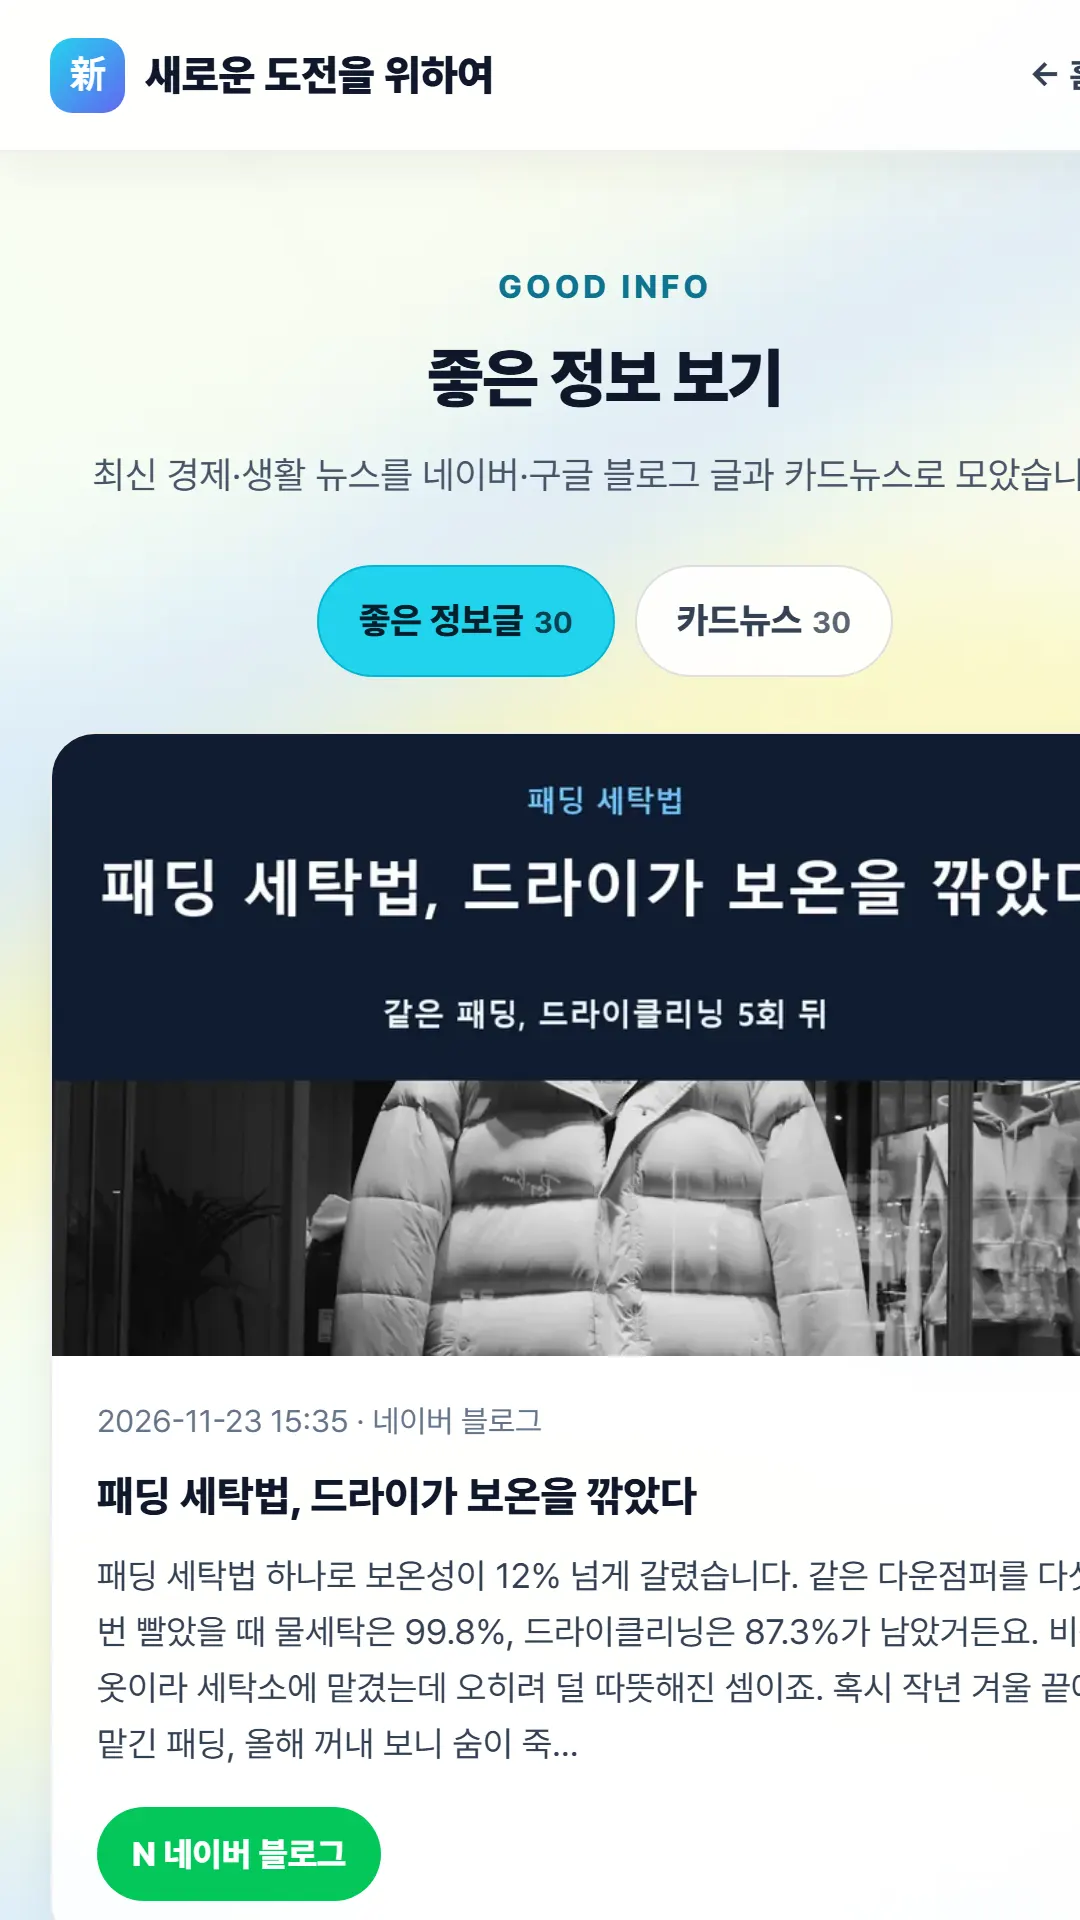 新 새로운 도전을 위하여
←
GOOD INFO
좋은 정보 보기
최신 경제·생활 뉴스를 네이버·구글 블로그 글과 카드뉴스로
좋은 정보글 30
카드뉴스 30
패딩 세탁법
패딩 세탁법, 드라이가 보온을
같은 패딩, 드라이클리닝 5회 뒤
2026-11-23 15:35 · 네이버 블로그
패딩 세탁법, 드라이가 보온을 깎았다
패딩 세탁법 하나로 보온성이 12% 넘게 갈렸습니다. 같은 다운점퍼를
번 빨았을 때 물세탁은 99.8%, 드라이클리닝은 87.3%가 남았거든요.
옷이라 세탁소에 맡겼는데 오히려 덜 따뜻해진 셈이죠. 혹시 작년 겨울
맡긴 패딩, 올해 꺼내 보니 숨이 죽...
N 네이버 블로그